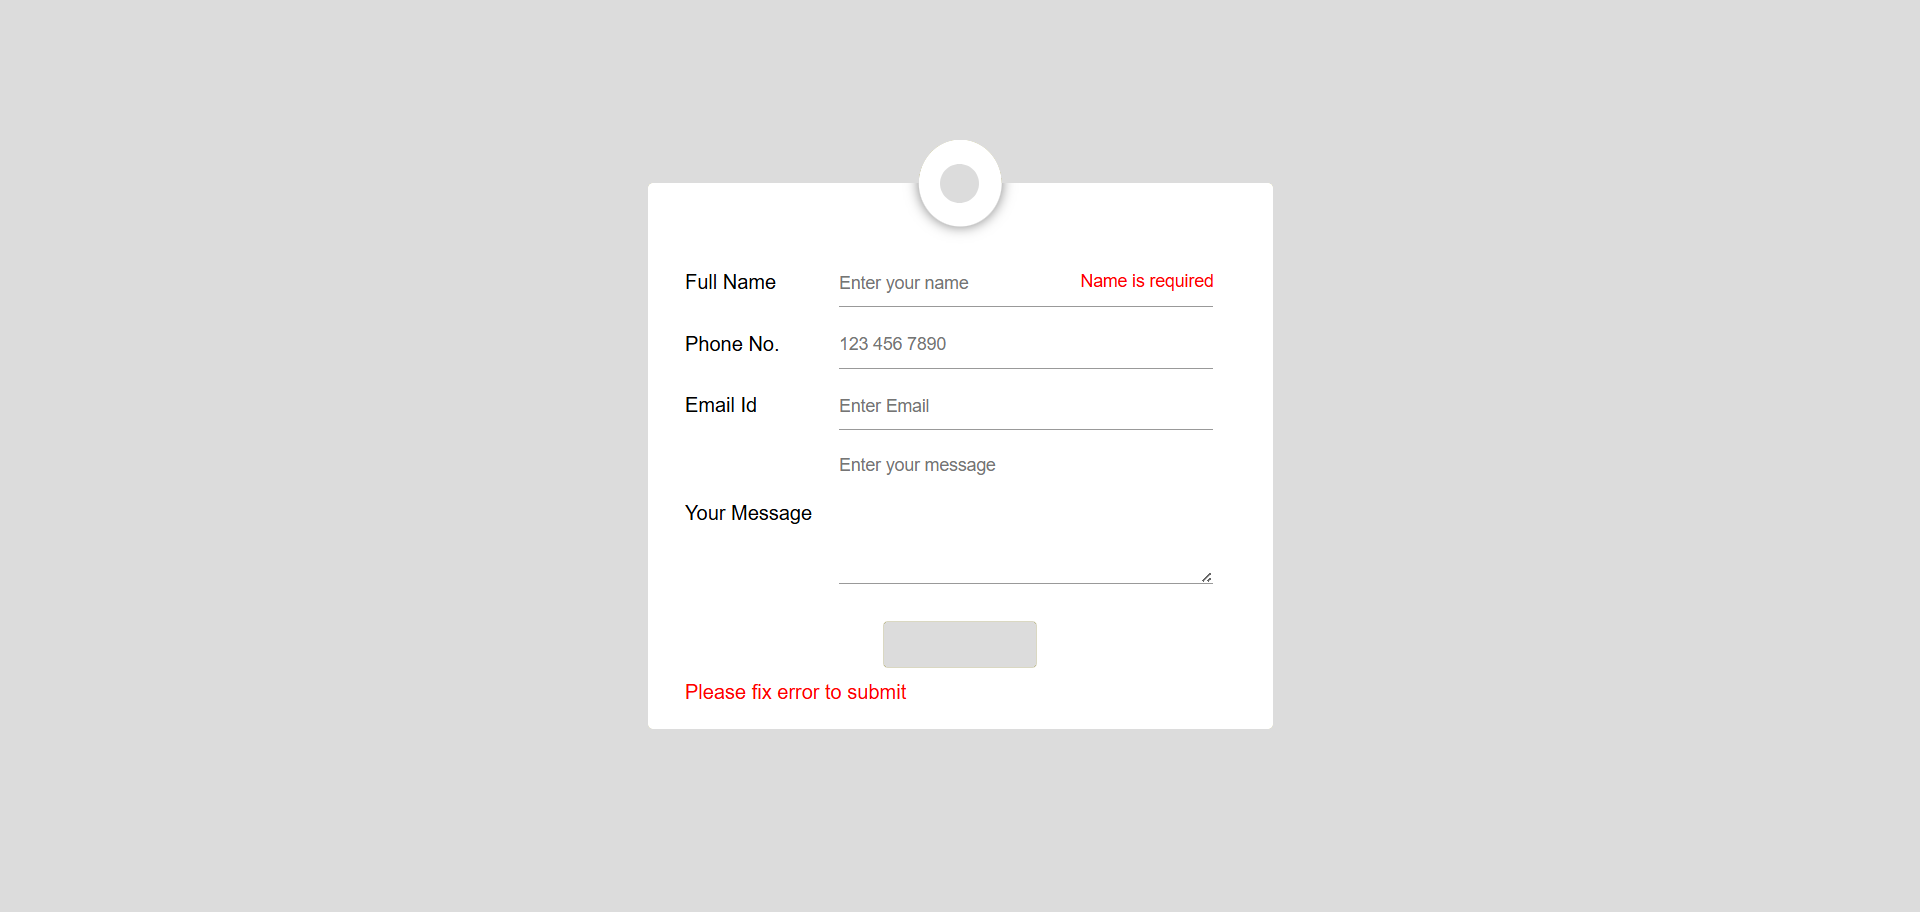 Full Name Enter your name Name is required
Phone No. 123 456 7890
Email Id Enter Email
Enter your message
Your Message
Please fix error to submit